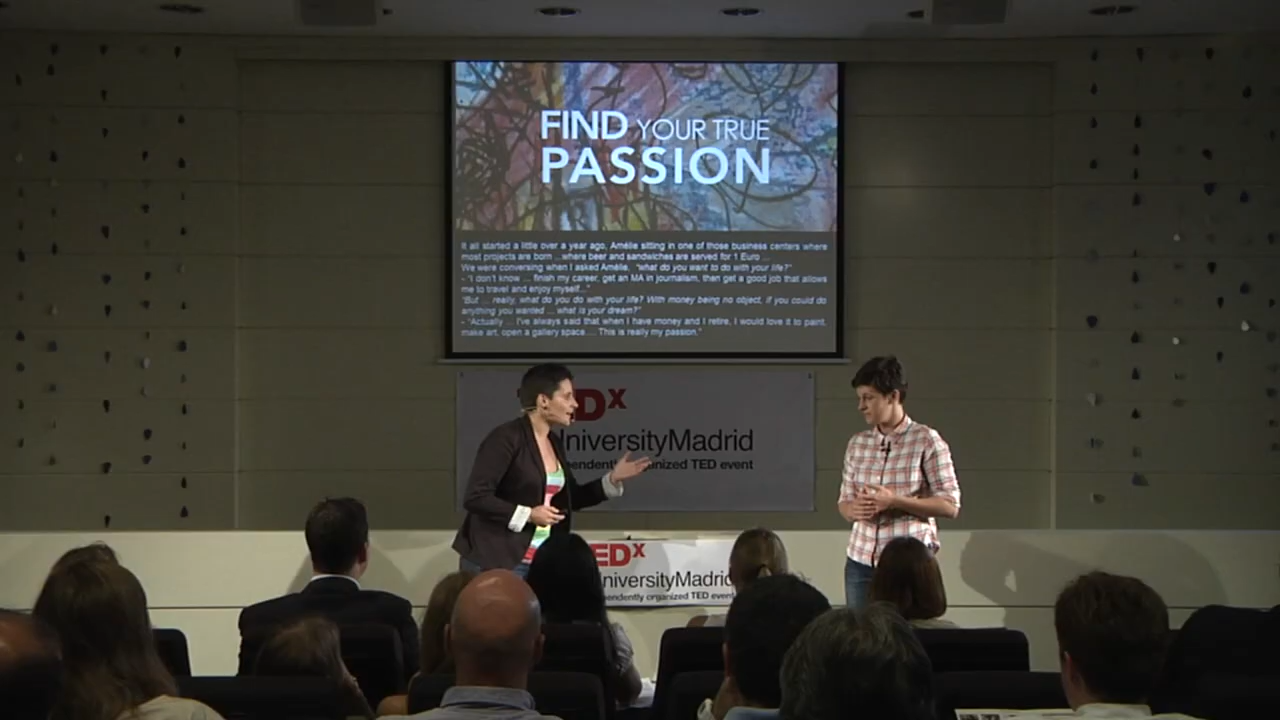 FIND YOUR TRUE
PASSION
It all started a little over a year ago, Amélie sitting in one of those business centers where
most projects are born ...where beer and sandwiches are served for 1 Euro ...
We were conversing when I asked Amélie, "what do you want to do with your life?"
- "I don't know ... finish my career, get an MA in journalism, then get a good job that allows
me to travel and enjoy myself..."
"But ... really, what do you do with your life? With money being no object, if you could do
anything you wanted ... what is your dream?"
- "Actually ... I've always said that when I have money and I retire, I would love it to paint,
make art, open a gallery space.... This is really my passion."
EDx
niversityMadrid
pendently organized TED event
EDx
niversityMadrid
pendently organized TED event